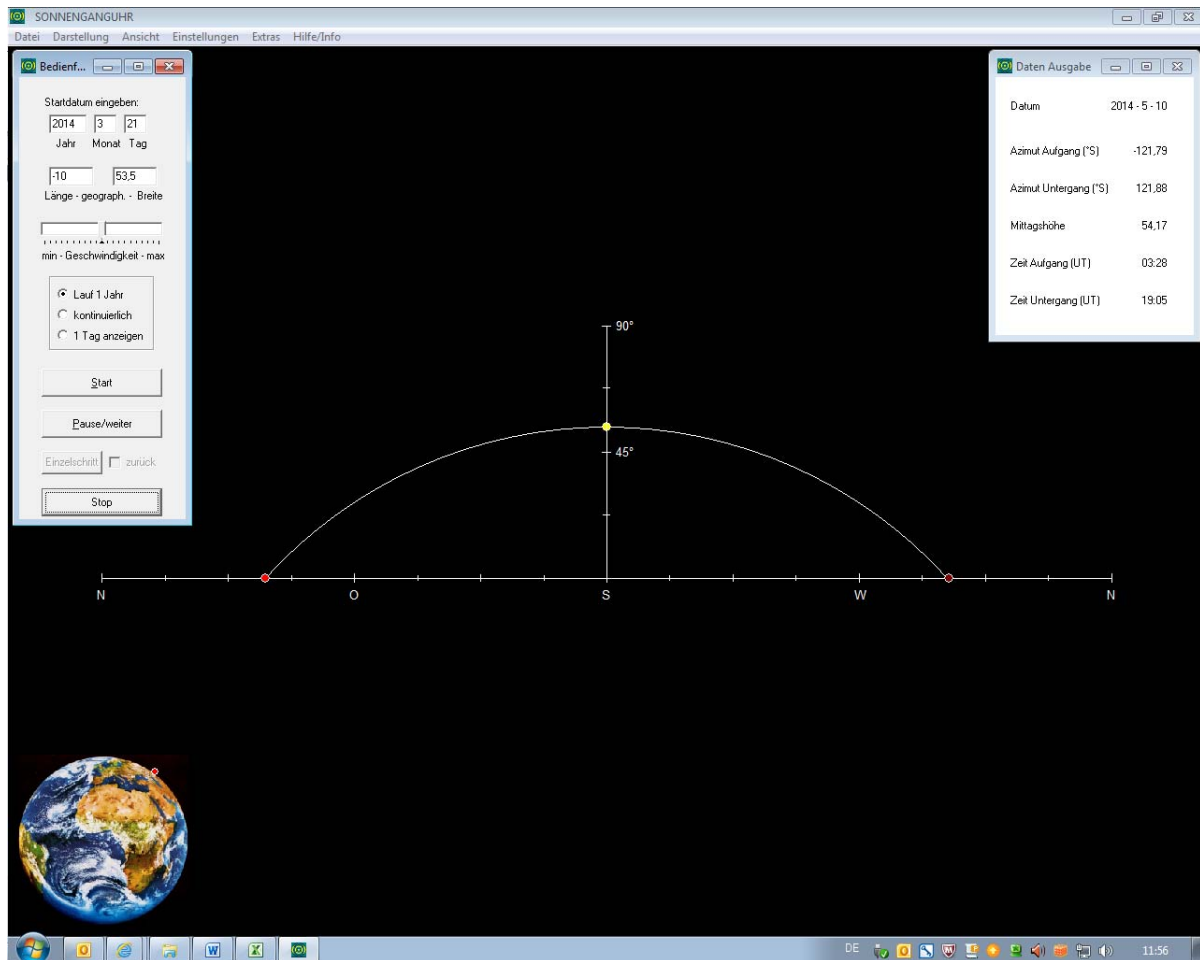 SONNENGANGUHR
Datei Darstellung Ansicht Einstellungen Extras Hilfe/Info
Bedienf...
Startdatum eingeben:
2014 3 21
Jahr Monat Tag
-10 53,5
Länge - geograph. - Breite
min - Geschwindigkeit - max
Lauf 1 Jahr
kontinuierlich
1 Tag anzeigen
Start
Pause/weiter
Einzelschritt zurück
Stop
Daten Ausgabe
Datum 2014 - 5 - 10
Azimut Aufgang (°S) -121,79
Azimut Untergang (°S) 121,88
Mittagshöhe 54,17
Zeit Aufgang (UT) 03:28
Zeit Untergang (UT) 19:05
90°
45°
N O S W N
DE 11:56